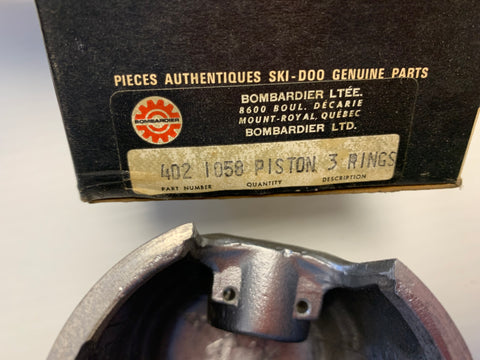 PIECES AUTHENTIQUES SKI-DOO GENUINE PARTS
BOMBARDIER LTÉE.
8600 BOUL. DÉCARIE
MOUNT-ROYAL, QUÉBEC
BOMBARDIER LTD.
BOMBARDIER
402 1058 PISTON 3 RINGS
PART NUMBER QUANTITY DESCRIPTION